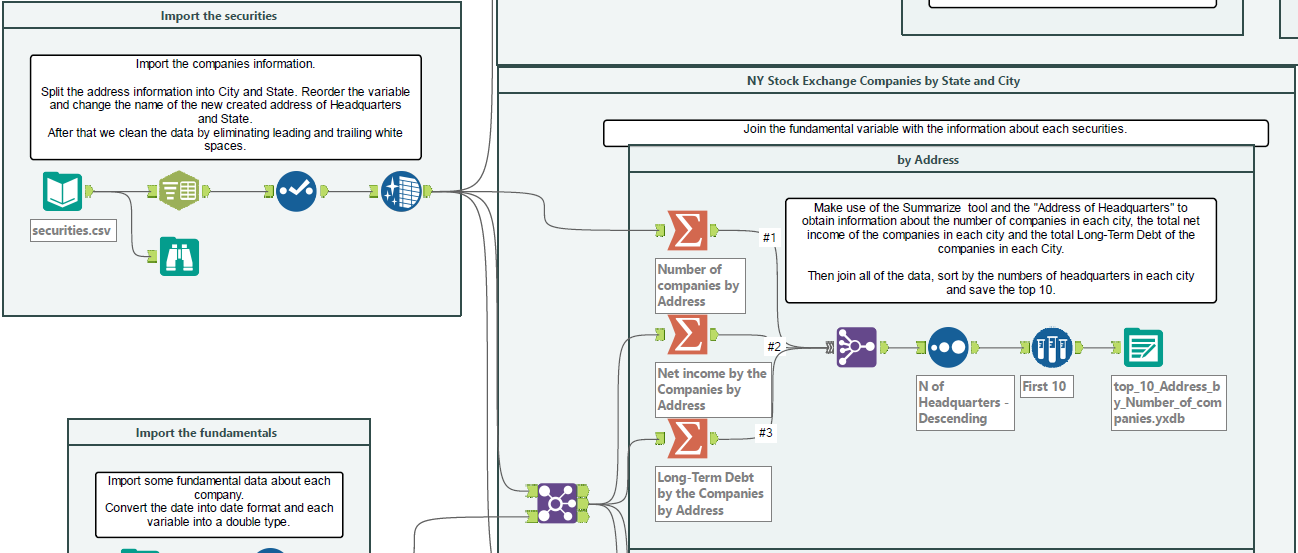 Import the securities
Import the companies information.
Split the address information into City and State. Reorder the variable
and change the name of the new created address of Headquarters
and State.
After that we clean the data by eliminating leading and trailing white
spaces.
securities.csv
NY Stock Exchange Companies by State and City
Join the fundamental variable with the information about each securities.
by Address
Make use of the Summarize tool and the "Address of Headquarters" to
obtain information about the number of companies in each city, the total net
income of the companies in each city and the total Long-Term Debt of the
companies in each City.
Then join all of the data, sort by the numbers of headquarters in each city
and save the top 10.
#1
Number of
companies by
Address
#2
Net income by the
Companies by
Address
#3
Long-Term Debt
by the Companies
by Address
N of
Headquarters -
Descending
First 10
top_10_Address_b
y_Number_of_com
panies.yxdb
Import the fundamentals
Import some fundamental data about each
company.
Convert the date into date format and each
variable into a double type.